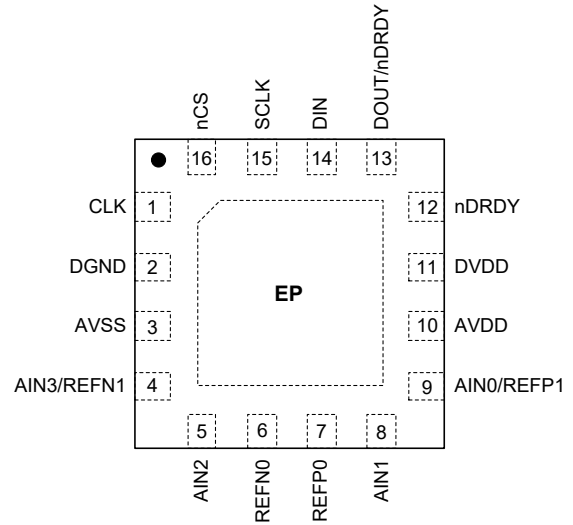 nCS
SCLK
DIN
DOUT/nDRDY
16
15
14
13
CLK
1
12
nDRDY
DGND
2
11
DVDD
EP
AVSS
3
10
AVDD
AIN3/REFN1
4
9
AIN0/REFP1
5
6
7
8
AIN2
REFN0
REFP0
AIN1